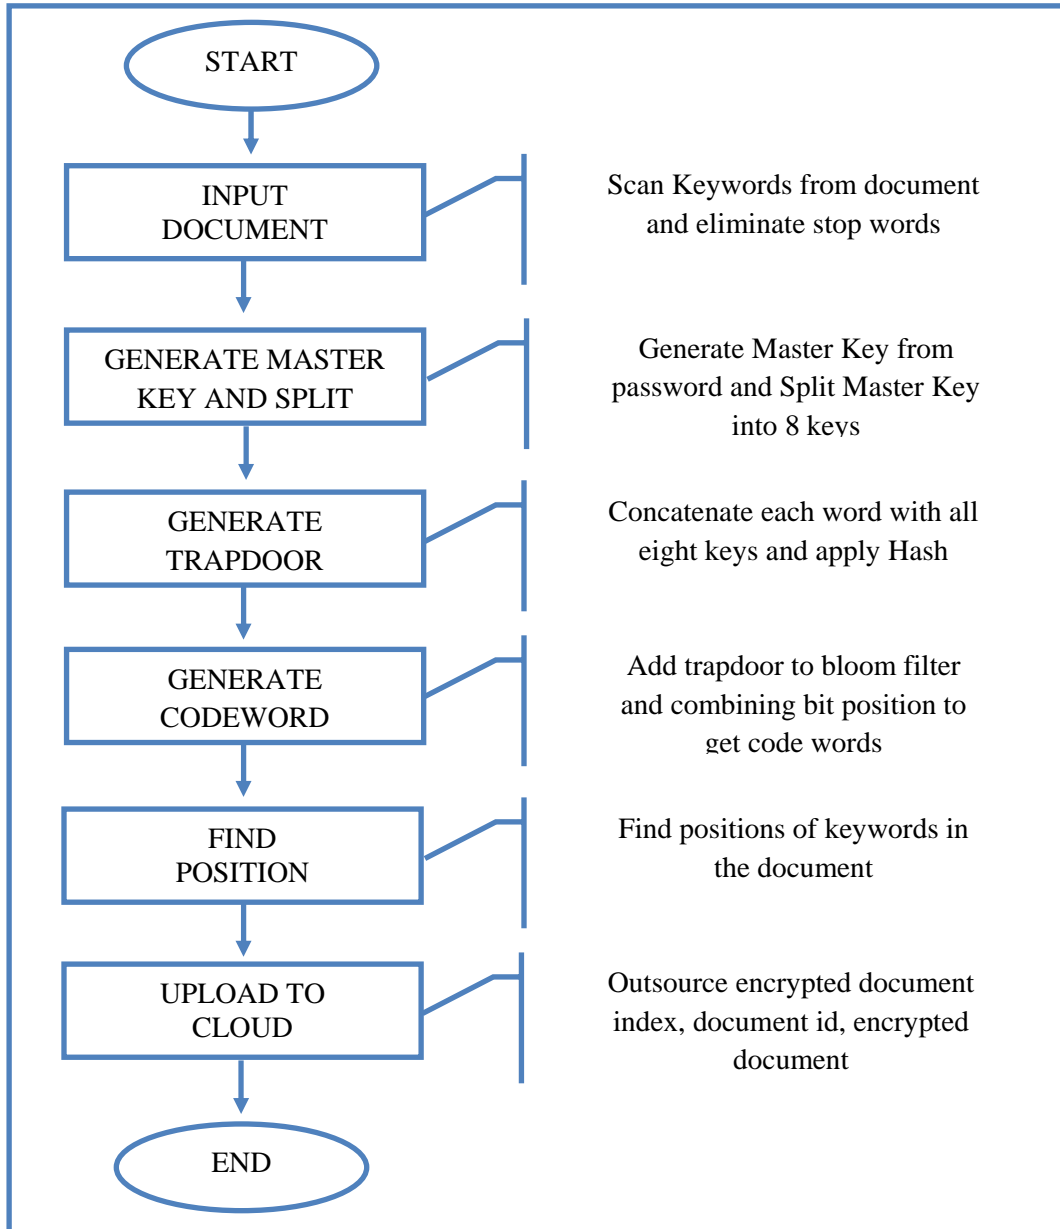 START
INPUT
DOCUMENT
Scan Keywords from document
and eliminate stop words
GENERATE MASTER
KEY AND SPLIT
Generate Master Key from
password and Split Master Key
into 8 keys
GENERATE
TRAPDOOR
Concatenate each word with all
eight keys and apply Hash
GENERATE
CODEWORD
Add trapdoor to bloom filter
and combining bit position to
get code words
FIND
POSITION
Find positions of keywords in
the document
UPLOAD TO
CLOUD
Outsource encrypted document
index, document id, encrypted
document
END